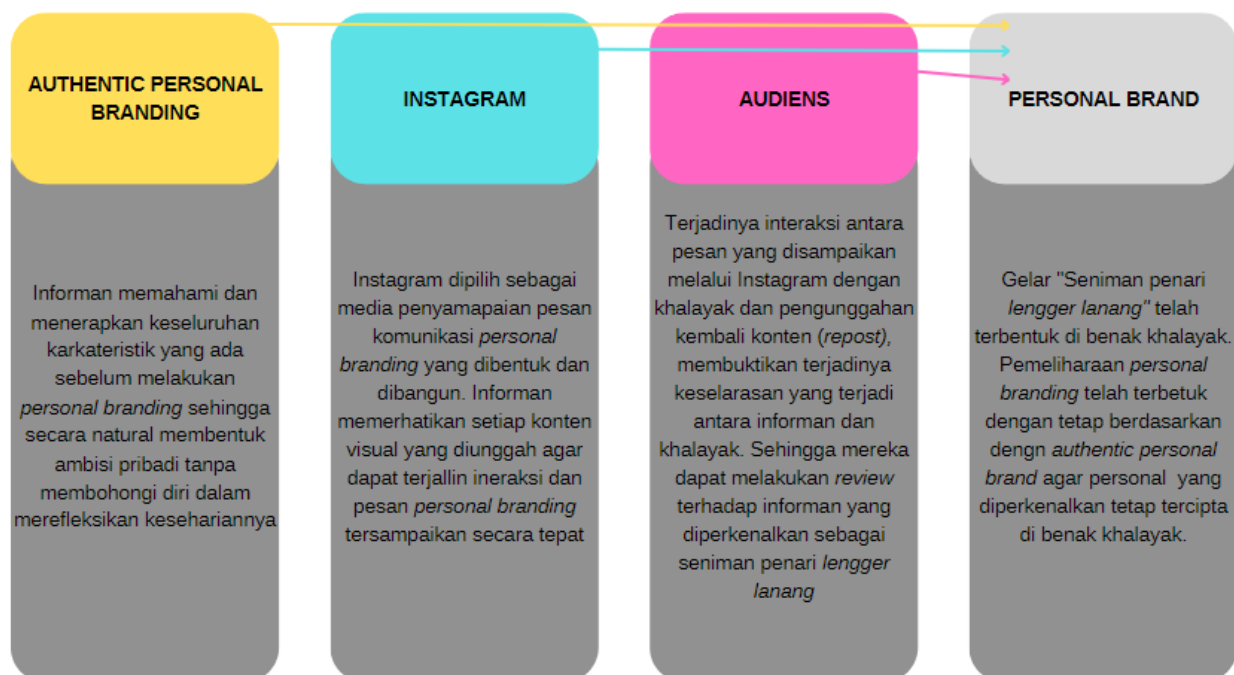 AUTHENTIC PERSONAL
BRANDING
Informan memahami dan
menerapkan keseluruhan
karkateristik yang ada
sebelum melakukan
personal branding sehingga
secara natural membentuk
ambisi pribadi tanpa
membohongi diri dalam
merefleksikan kesehariannya
INSTAGRAM
Instagram dipilih sebagai
media penyamapaian pesan
komunikasi personal
branding yang dibentuk dan
dibangun. Informan
memerhatikan setiap konten
visual yang diunggah agar
dapat terjallin ineraksi dan
pesan personal branding
tersampaikan secara tepat
AUDIENS
Terjadinya interaksi antara
pesan yang disampaikan
melalui Instagram dengan
khalayak dan pengunggahan
kembali konten (repost),
membuktikan terjadinya
keselarasan yang terjadi
antara informan dan
khalayak. Sehingga mereka
dapat melakukan review
terhadap informan yang
diperkenalkan sebagai
seniman penari lengger
lanang
PERSONAL BRAND
Gelar "Seniman penari
lengger lanang" telah
terbentuk di benak khalayak.
Pemeliharaan personal
branding telah terbetuk
dengan tetap berdasarkan
dengn authentic personal
brand agar personal yang
diperkenalkan tetap tercipta
di benak khalayak.